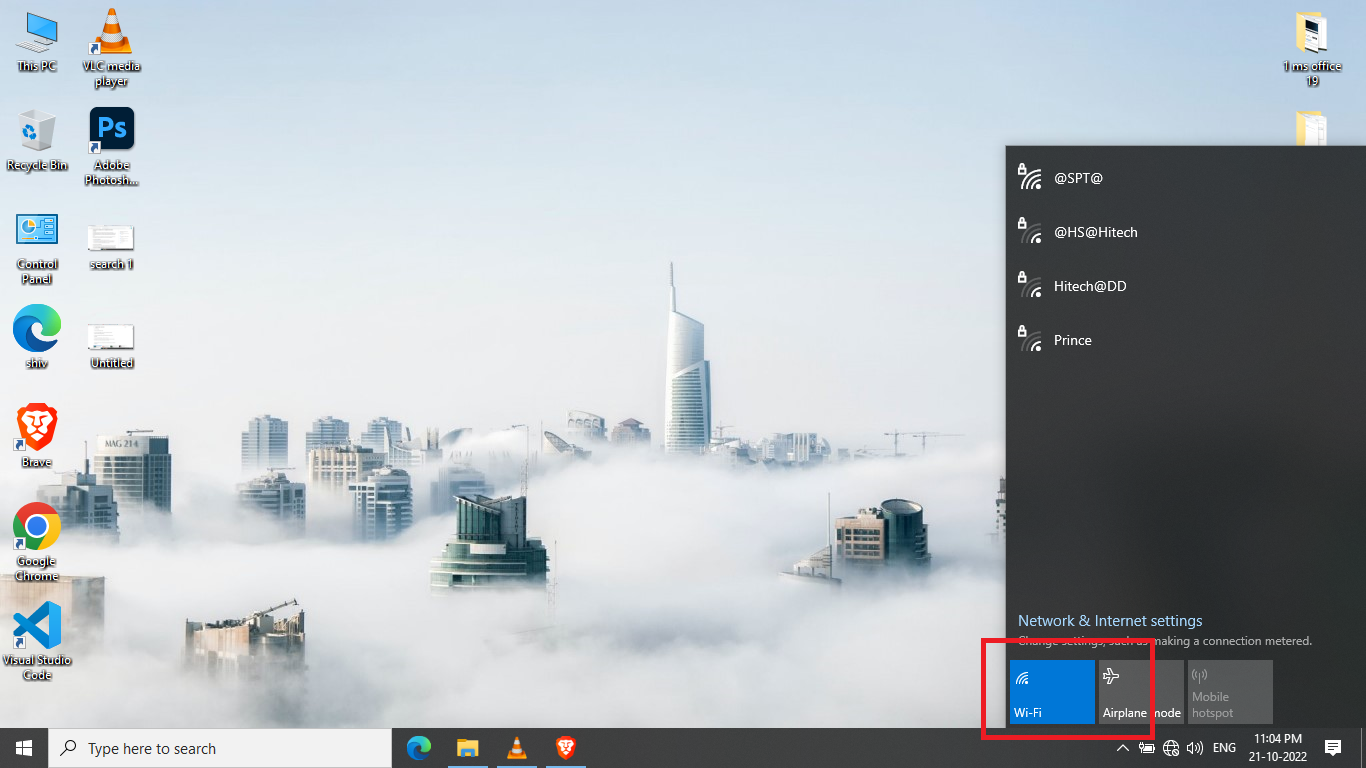 This PC
VLC media
player
Recycle Bin
Ps
Adobe
Photosh...
Control
Panel
search 1
shiv
Untitled
Brave
Google
Chrome
Visual Studio
Code
MAG 214
1 ms office
19
@SPT@
@HS@Hitech
Hitech@DD
Prince
Network & Internet settings
Change settings, such as making a connection metered.
Wi-Fi
Airplane mode
Mobile
hotspot
Type here to search
ENG
11:04 PM
21-10-2022